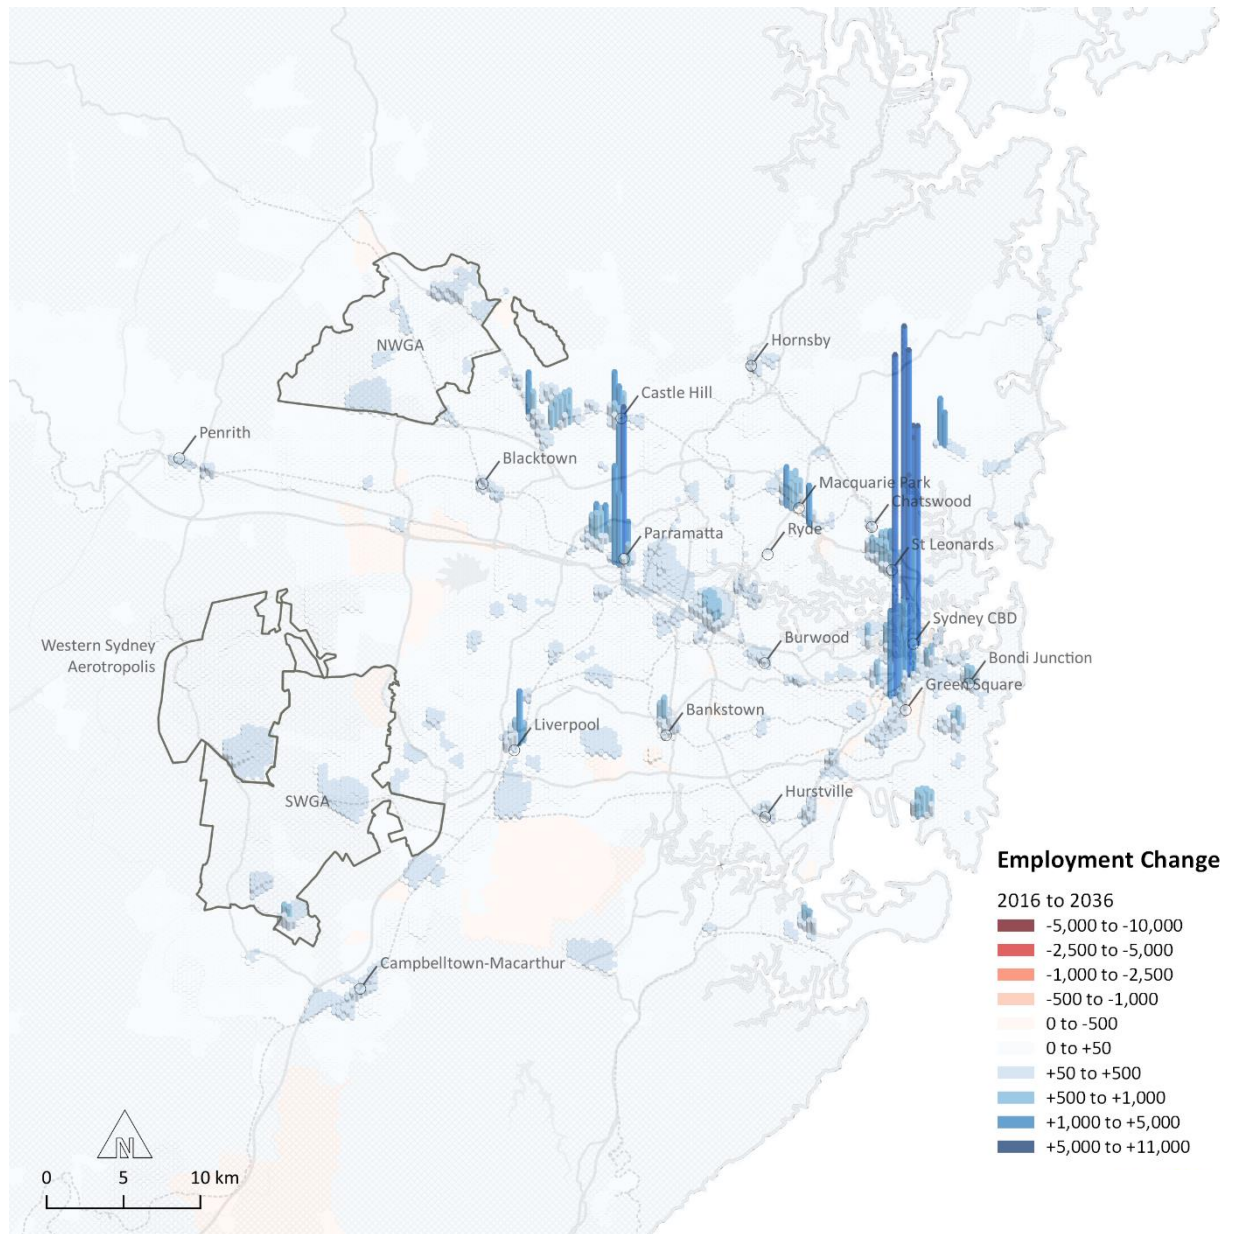 Hornsby
NWGA
Castle Hill
Penrith
Blacktown
Macquarie Park
Chatswood
Parramatta
Ryde
St Leonards
Western Sydney
Aerotropolis
Sydney CBD
Burwood
Bondi Junction
Green Square
Bankstown
Liverpool
SWGA
Hurstville
Campbelltown-Macarthur
Employment Change
2016 to 2036
-5,000 to -10,000
-2,500 to -5,000
-1,000 to -2,500
-500 to -1,000
0 to -500
0 to +50
+50 to +500
+500 to +1,000
+1,000 to +5,000
+5,000 to +11,000
N
0 5 10 km